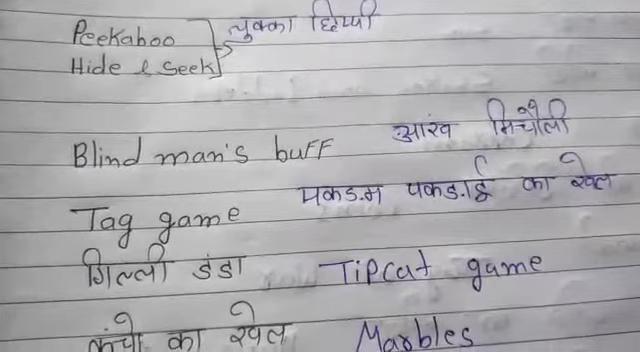 Peekaboo
Hide & Seek
लुक्का छिप्पी
Blind man's buff आंख मिचौली
Tag game पकड़म पकड़ाई का खेल
गिल्ली डंडा Tipcat game
कंचो का खेल Marbles